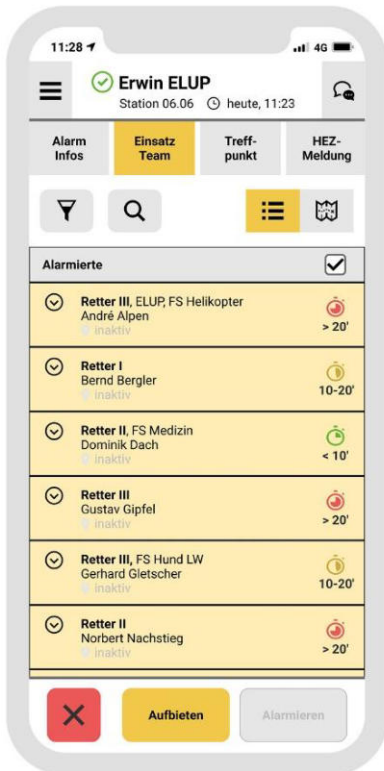 11:28 4G
Erwin ELUP
Station 06.06 heute, 11:23
Alarm Infos
Einsatz Team
Treff-punkt
HEZ-Meldung
Alarmierte
Retter III, ELUP, FS Helikopter
André Alpen
inaktiv
> 20'
Retter I
Bernd Bergler
inaktiv
10-20'
Retter II, FS Medizin
Dominik Dach
inaktiv
< 10'
Retter III
Gustav Gipfel
inaktiv
> 20'
Retter III, FS Hund LW
Gerhard Gletscher
inaktiv
10-20'
Retter II
Norbert Nachstieg
inaktiv
> 20'
Aufbieten
Alarmieren